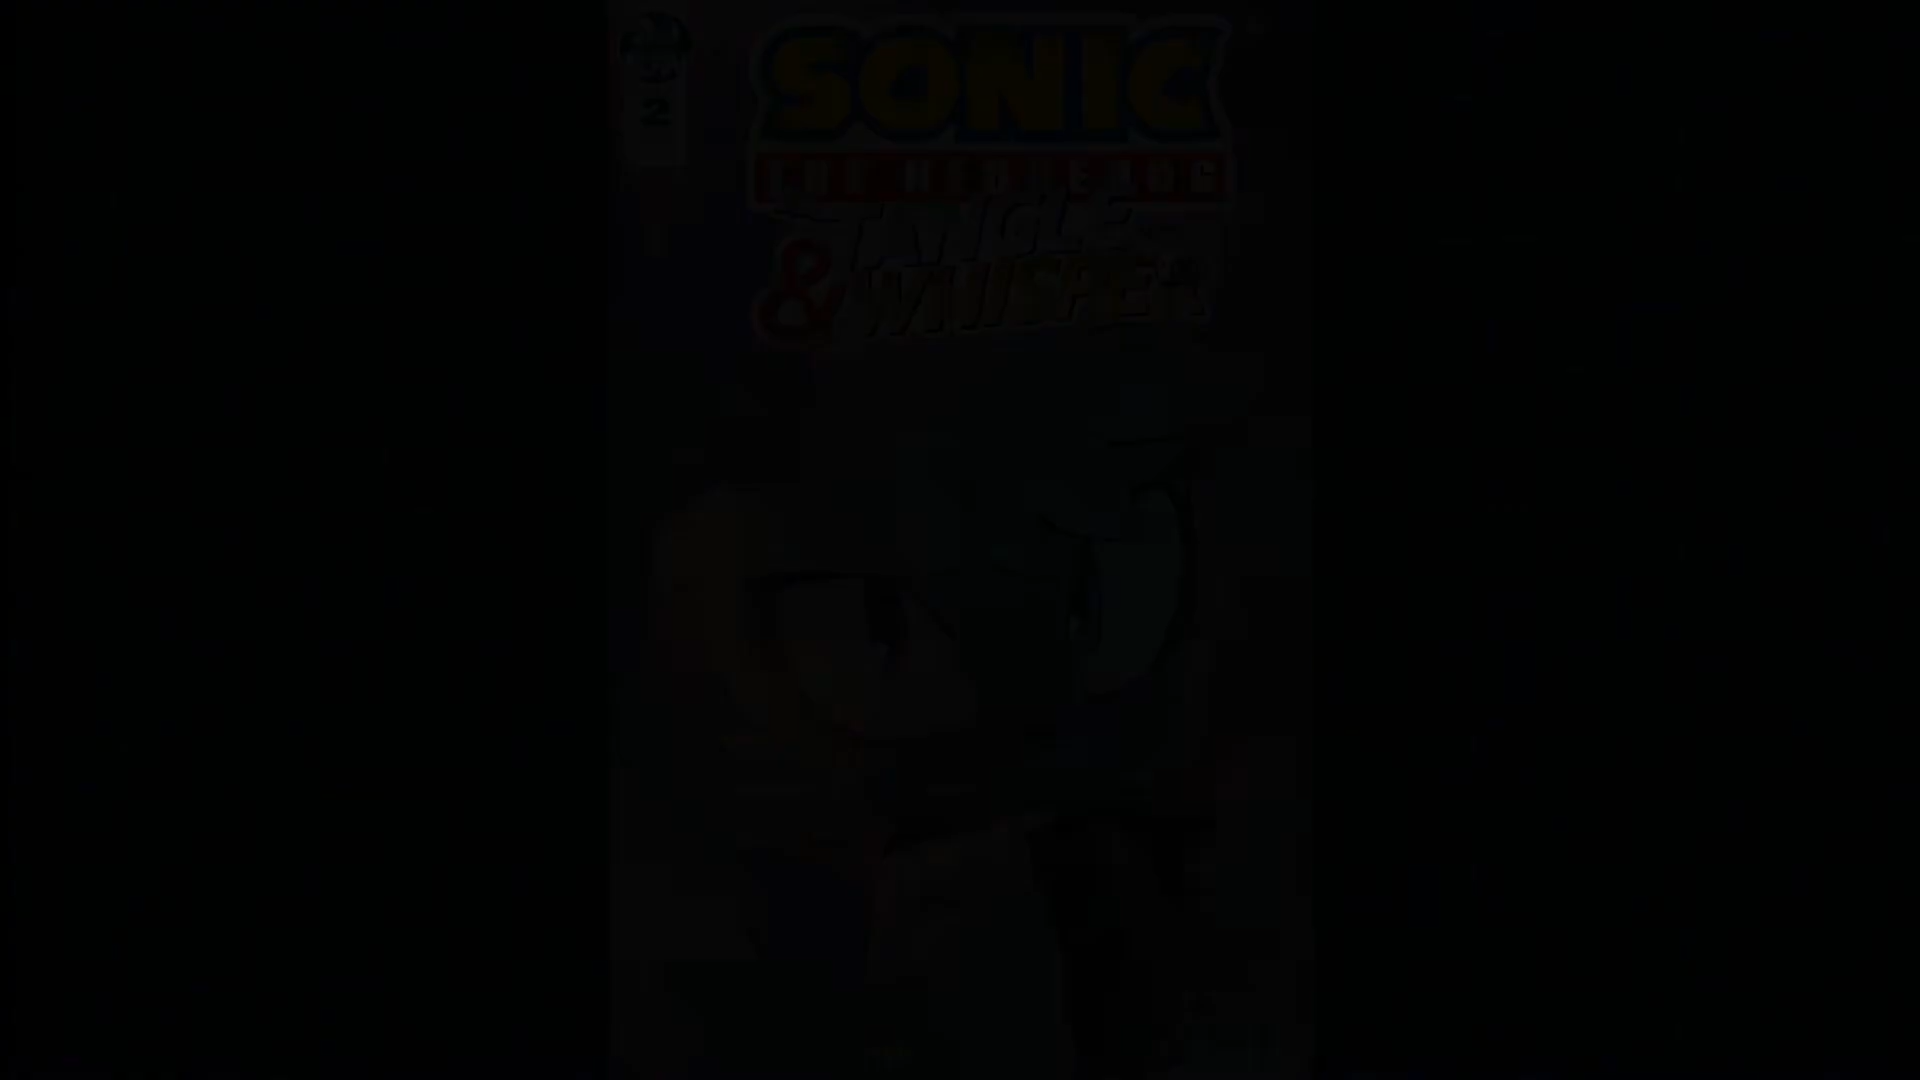 2
SONIC
THE HEDGEHOG
TANGLE
& WHISPER